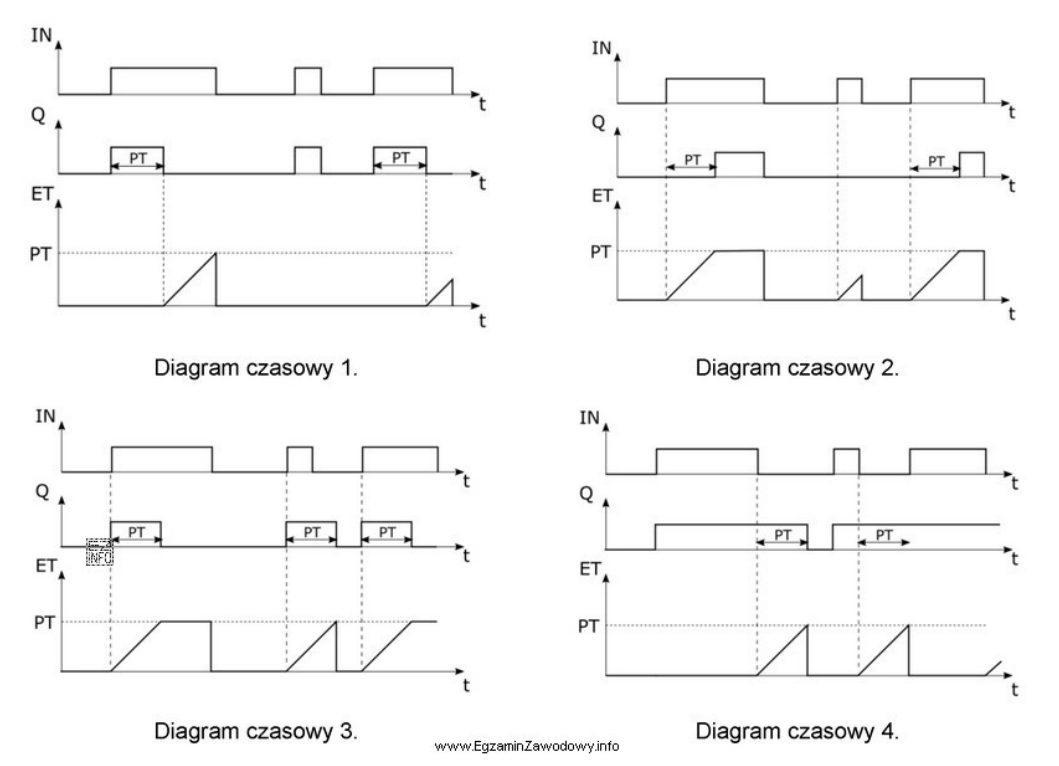 IN
t
Q
PT
PT
t
ET
PT
t
Diagram czasowy 1.
IN
t
Q
PT
PT
t
ET
PT
t
Diagram czasowy 2.
IN
t
Q
PT
PT
PT
t
INFO
ET
PT
t
Diagram czasowy 3.
IN
t
Q
PT
PT
t
ET
PT
t
Diagram czasowy 4.
www.EgzaminZawodowy.info